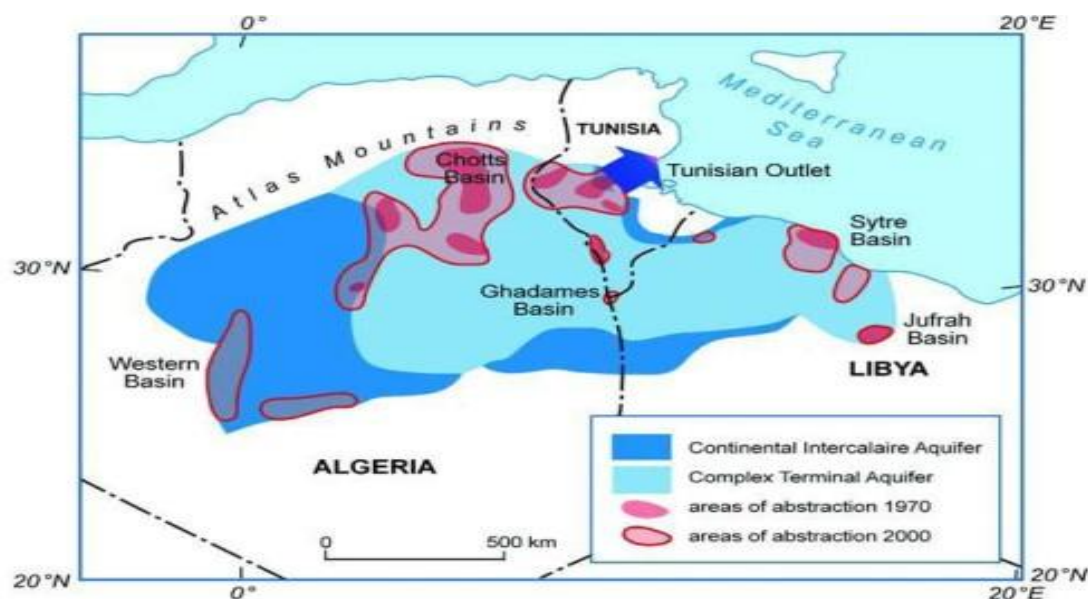 0°
20°E
Mediterranean
Sea
Atlas Mountains
TUNISIA
Chotts
Basin
Tunisian Outlet
Sytre
Basin
30°N
30°N
Ghadames
Basin
Jufrah
Basin
Western
Basin
LIBYA
ALGERIA
Continental Intercalaire Aquifer
Complex Terminal Aquifer
areas of abstraction 1970
areas of abstraction 2000
0
500 km
20°N
20°N
0°
20°E